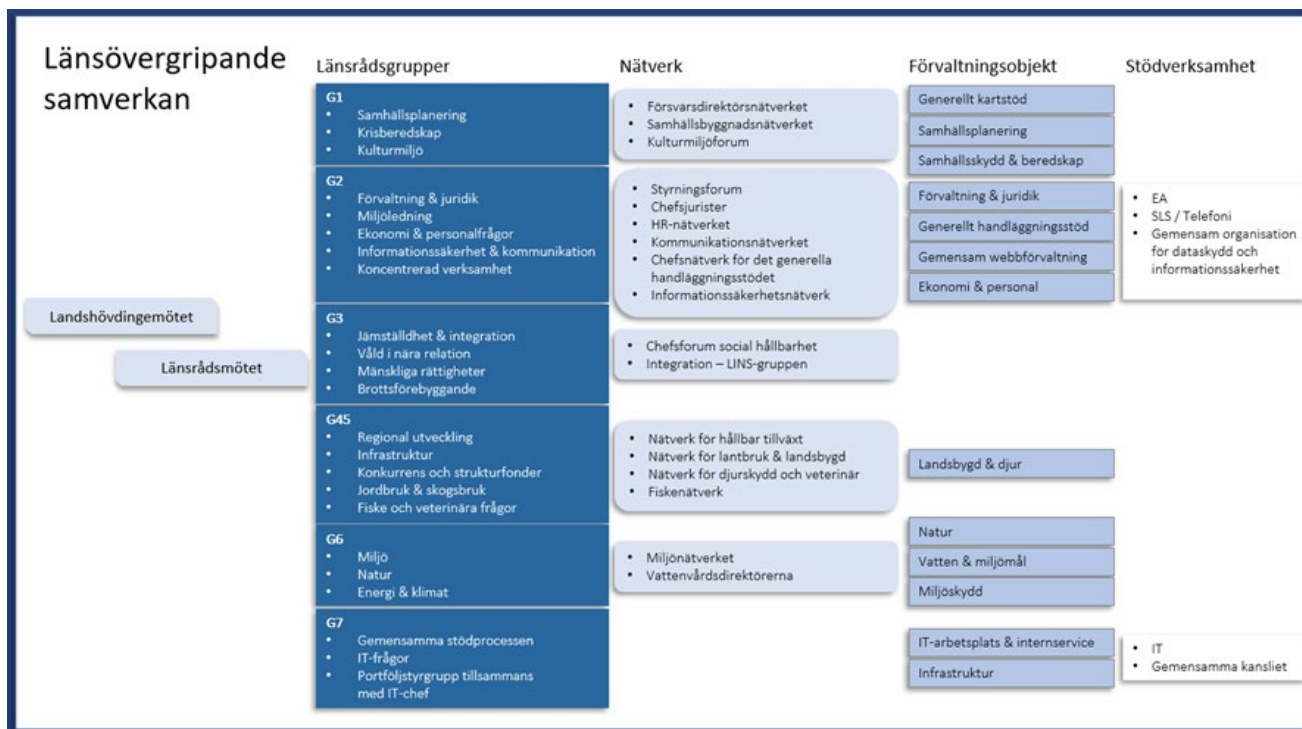 Länsövergripande
samverkan
Landshövdingemötet
Länsrådsmötet
Länsrådsgrupper
G1
• Samhällsplanering
• Krisberedskap
• Kulturmiljö
G2
• Förvaltning & juridik
• Miljöledning
• Ekonomi & personalfrågor
• Informationssäkerhet & kommunikation
• Koncentrerad verksamhet
G3
• Jämställdhet & integration
• Våld i nära relation
• Mänskliga rättigheter
• Brottsförebyggande
G45
• Regional utveckling
• Infrastruktur
• Konkurrens och strukturfonder
• Jordbruk & skogsbruk
• Fiske och veterinära frågor
G6
• Miljö
• Natur
• Energi & klimat
G7
• Gemensamma stödprocessen
• IT-frågor
• Portföljstyrgrupp tillsammans
med IT-chef
Nätverk
• Försvarsdirektörsnätverket
• Samhällsbyggnadsnätverket
• Kulturmiljöforum
• Styrningsforum
• Chefsjurister
• HR-nätverket
• Kommunikationsnätverket
• Chefsnätverk för det generella
handläggningsstödet
• Informationssäkerhetsnätverk
• Chefsforum social hållbarhet
• Integration – LINS-gruppen
• Nätverk för hållbar tillväxt
• Nätverk för lantbruk & landsbygd
• Nätverk för djurskydd och veterinär
• Fiskenätverk
• Miljönätverket
• Vattenvårdsdirektörerna
Förvaltningsobjekt
Generellt kartstöd
Samhällsplanering
Samhällsskydd & beredskap
Förvaltning & juridik
Generellt handläggningsstöd
Gemensam webbförvaltning
Ekonomi & personal
Landsbygd & djur
Natur
Vatten & miljömål
Miljöskydd
IT-arbetsplats & internservice
Infrastruktur
Stödverksamhet
• EA
• SLS / Telefoni
• Gemensam organisation
för dataskydd och
informationssäkerhet
• IT
• Gemensamma kansliet